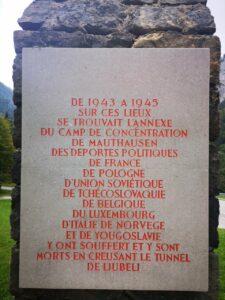 DE 1943 A 1945
SUR CES LIEUX
SE TROUVAIT L'ANNEXE
DU CAMP DE CONCENTRATION
DE MAUTHAUSEN
DES DEPORTES POLITIQUES
DE FRANCE
DE POLOGNE
D'UNION SOVIÉTIQUE
DE TCHÉCOSLOVAQUIE
DE BELGIQUE
DU LUXEMBOURG
D'ITALIE DE NORVEGE
ET DE YOUGOSLAVIE
Y ONT SOUFFERT ET Y SONT
MORTS EN CREUSANT LE TUNNEL
DE LJUBELJ